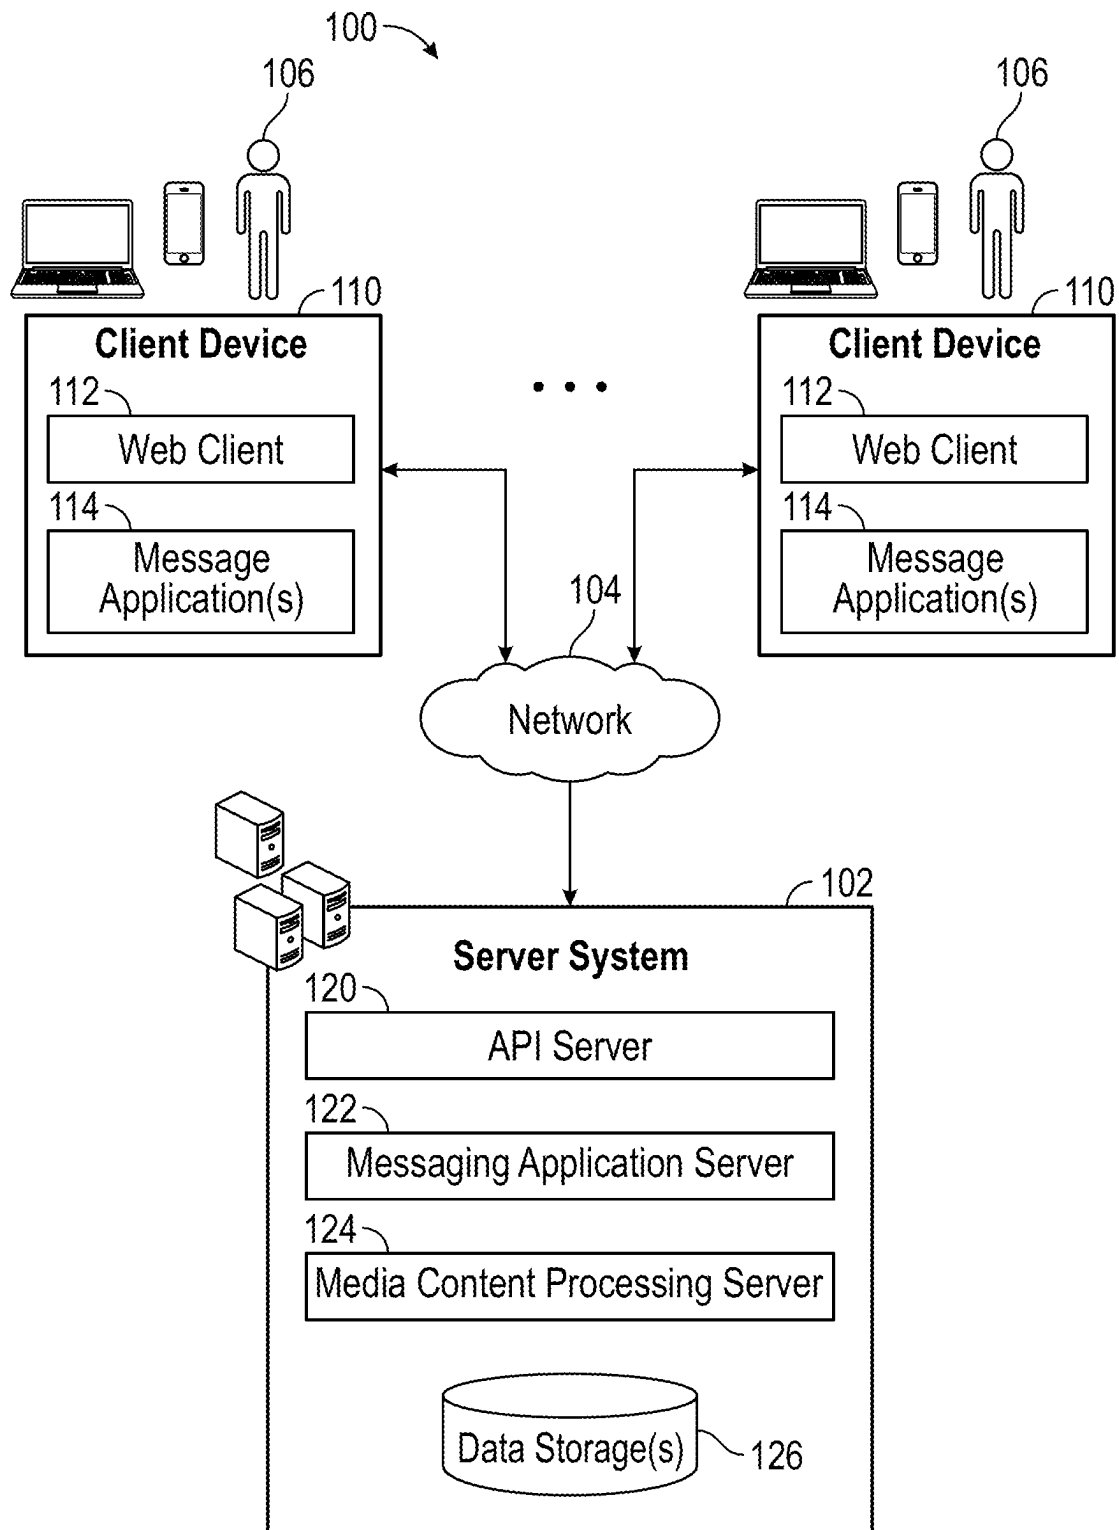 100
106
106
110
110
Client Device
Client Device
112
112
Web Client
Web Client
114
114
Message
Application(s)
Message
Application(s)
104
Network
102
Server System
120
API Server
122
Messaging Application Server
124
Media Content Processing Server
Data Storage(s)
126